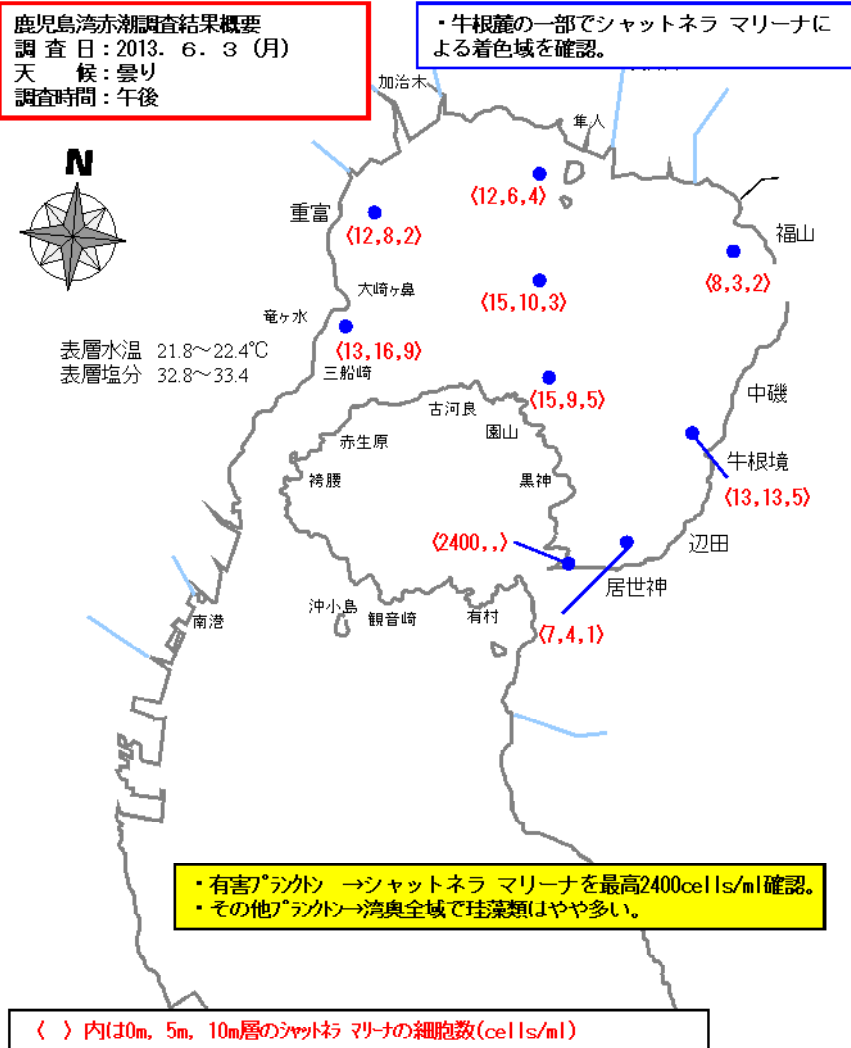 鹿児島湾赤潮調査結果概要
調 査 日：2013. 6. 3 (月)
天　　候：曇り
調査時間：午後
・牛根麓の一部でシャットネラ マリーナに
よる着色域を確認。
加治木
隼人
N
重富
〈12,6,4〉
〈12,8,2〉
福山
〈8,3,2〉
大崎ヶ鼻
〈15,10,3〉
竜ヶ水
〈13,16,9〉
表層水温 21.8～22.4℃
表層塩分 32.8～33.4
三船崎
〈15,9,5〉
中磯
古河良
園山
赤生原
牛根境
袴腰
黒神
〈13,13,5〉
〈2400,,〉
辺田
居世神
沖小島
観音崎
有村
南港
〈7,4,1〉
・有害ﾌﾟﾗﾝｸﾄﾝ →シャットネラ マリーナを最高2400cells/ml確認。
・その他ﾌﾟﾗﾝｸﾄﾝ→湾奥全域で珪藻類はやや多い。
〈 〉内は0m, 5m, 10m層のｼｬｯﾄﾈﾗ ﾏﾘｰﾅの細胞数(cells/ml)